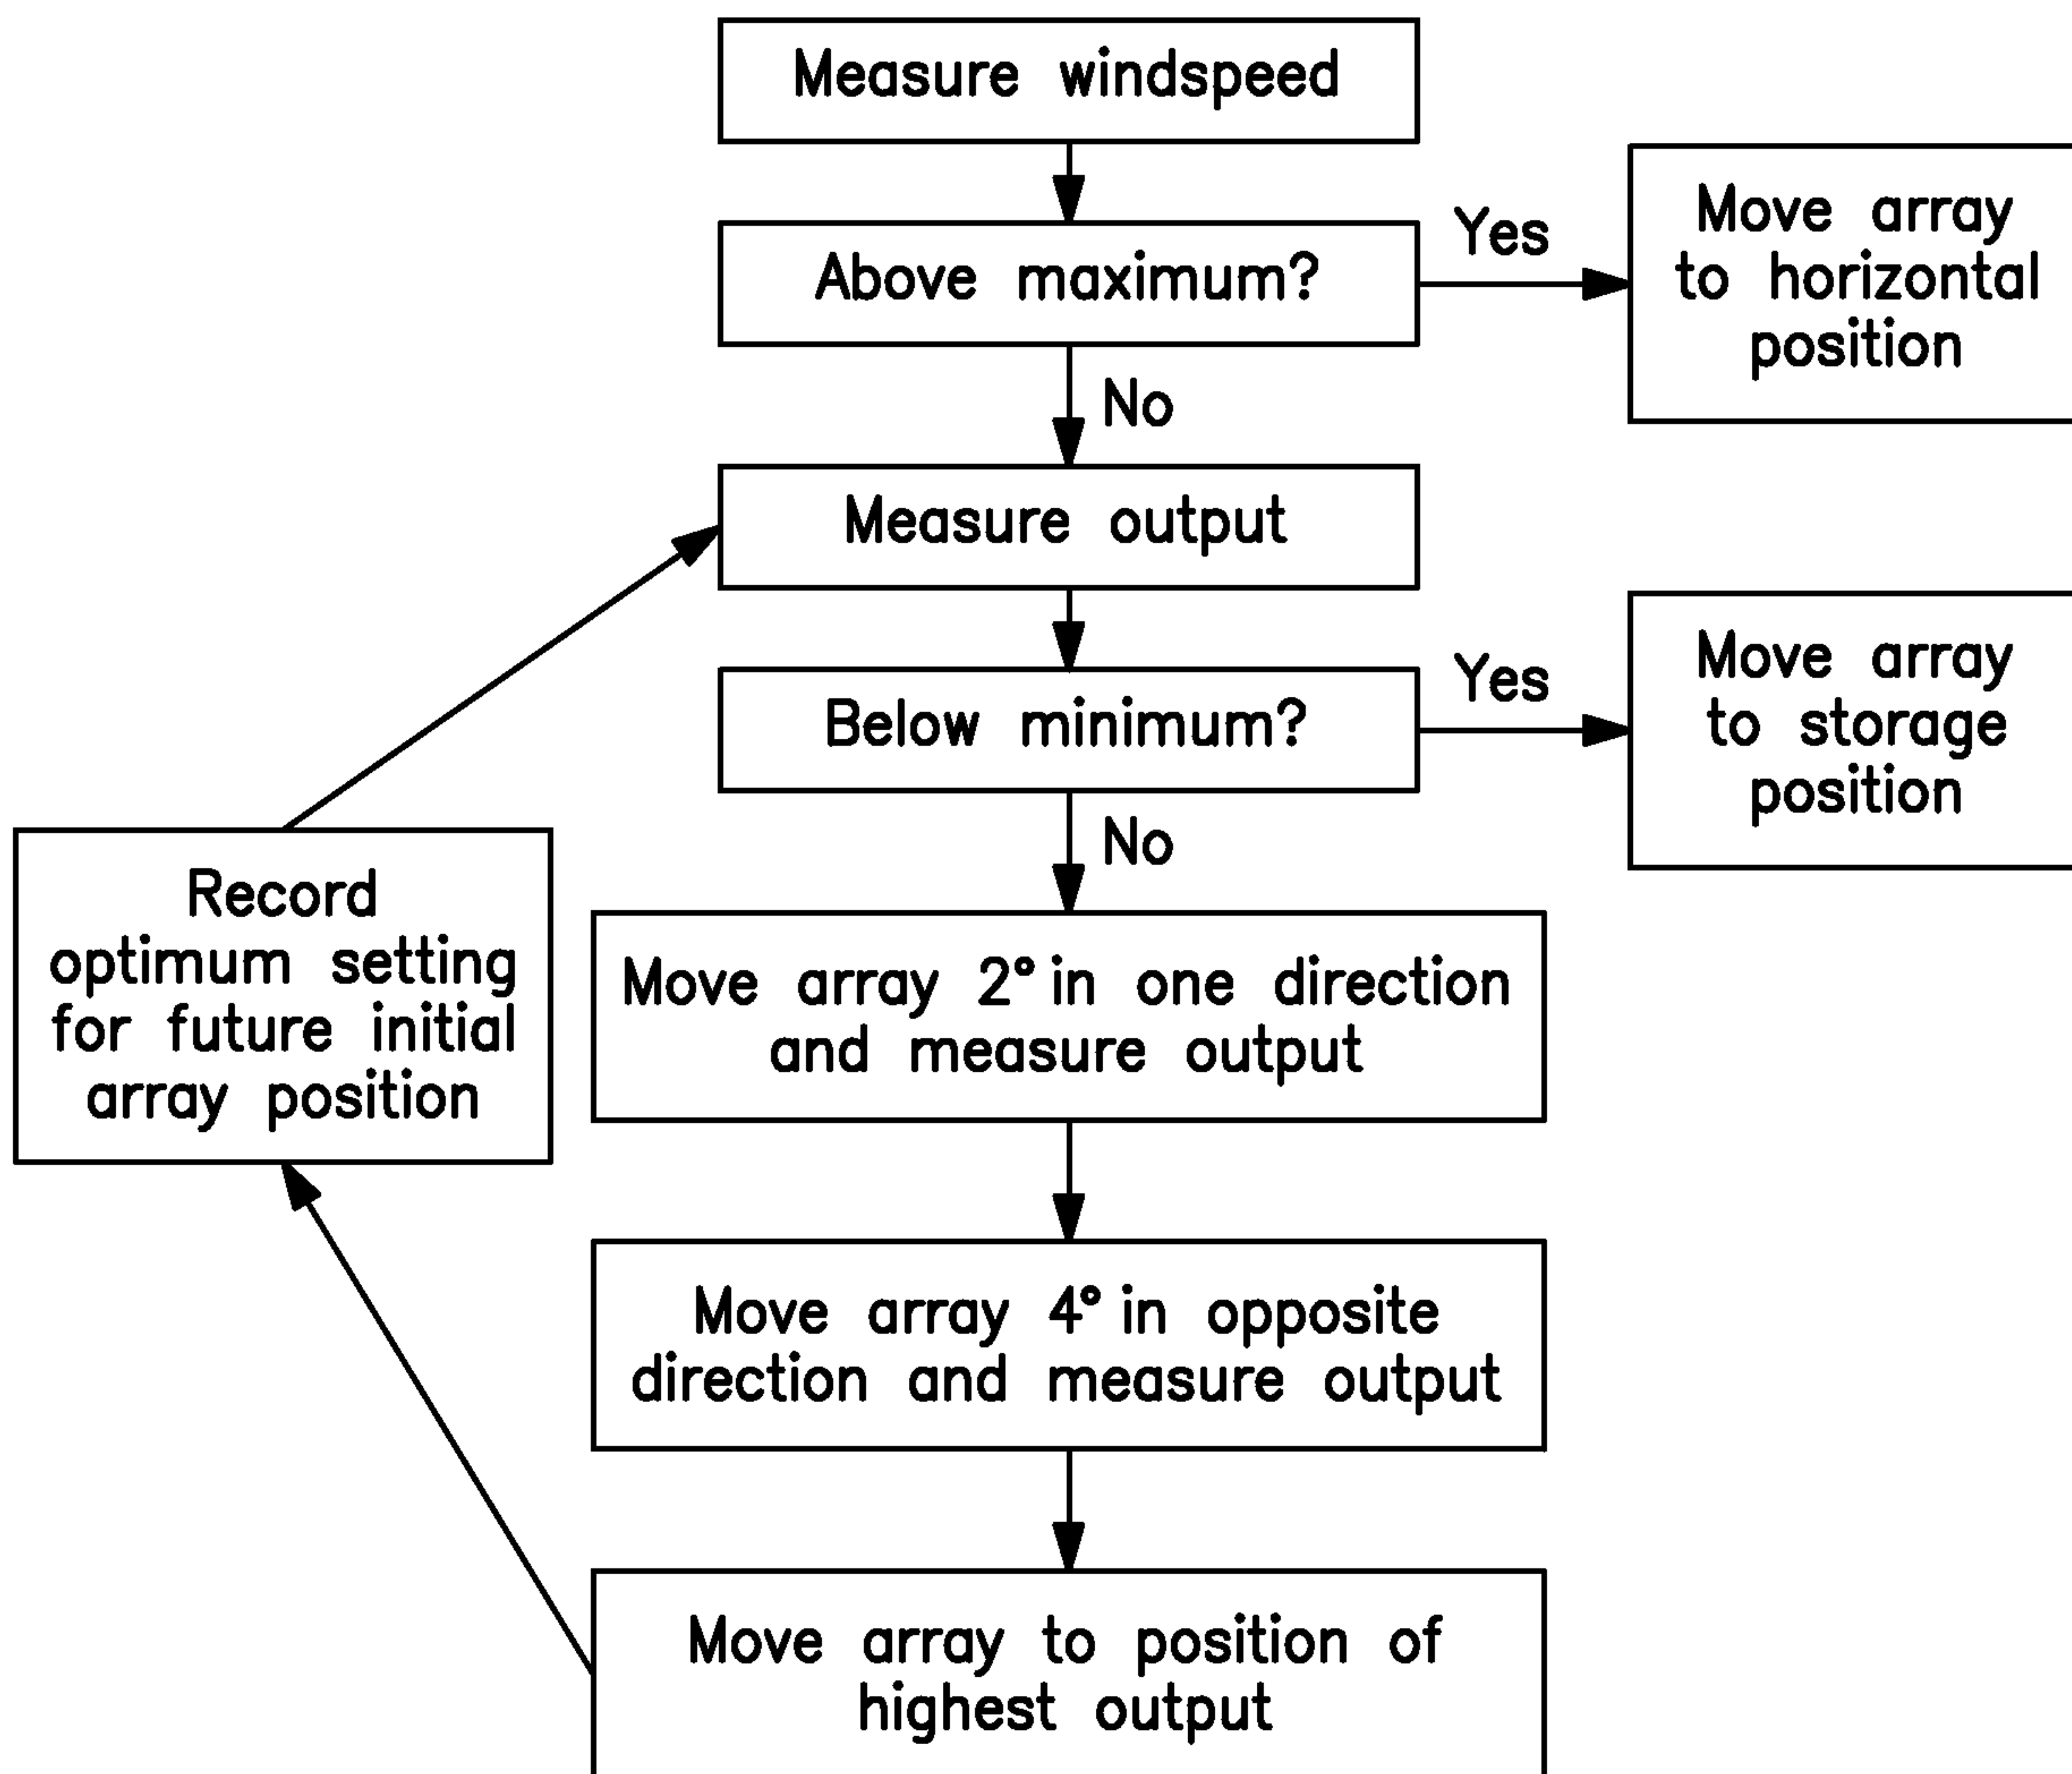 Measure windspeed
Above maximum?
Yes
Move array
to horizontal
position
No
Measure output
Below minimum?
Yes
Move array
to storage
position
No
Record
optimum setting
for future initial
array position
Move array 2° in one direction
and measure output
Move array 4° in opposite
direction and measure output
Move array to position of
highest output